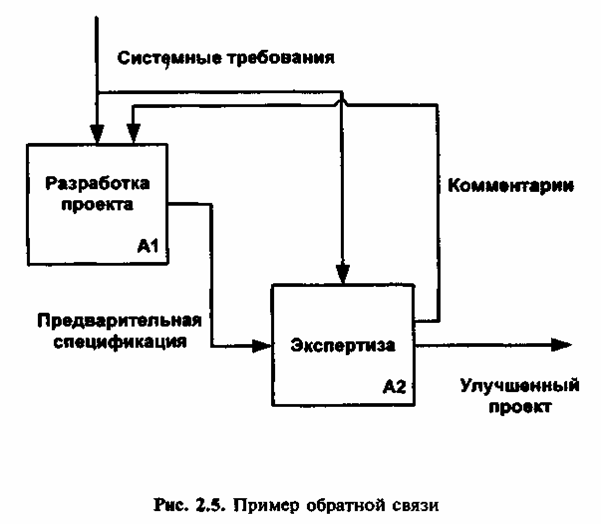 Системные требования
Разработка
проекта
A1
Комментарии
Предварительная
спецификация
Экспертиза
A2
Улучшенный
проект
Рис. 2.5. Пример обратной связи